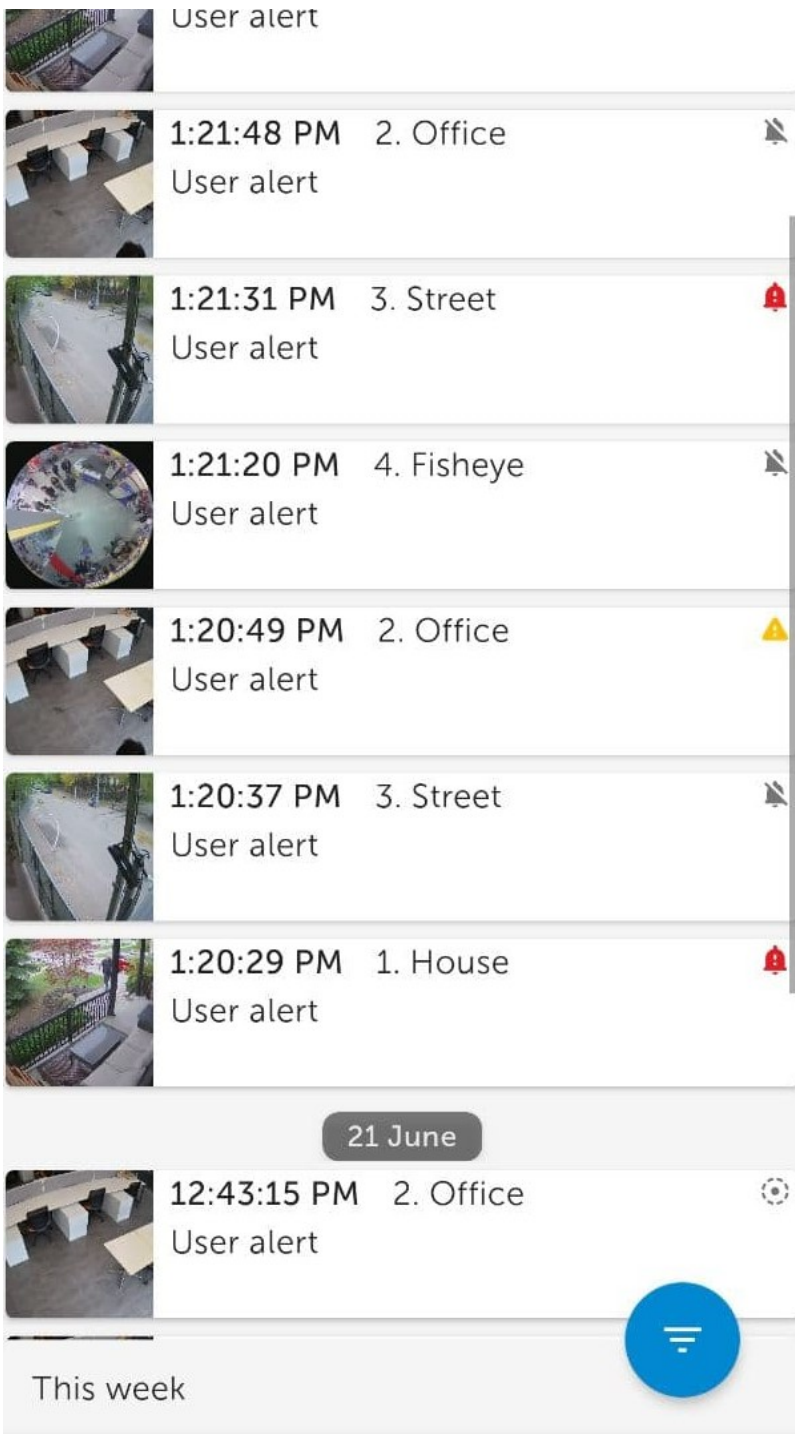 User alert
1:21:48 PM 2. Office
User alert
1:21:31 PM 3. Street
User alert
1:21:20 PM 4. Fisheye
User alert
1:20:49 PM 2. Office
User alert
1:20:37 PM 3. Street
User alert
1:20:29 PM 1. House
User alert
21 June
12:43:15 PM 2. Office
User alert
This week